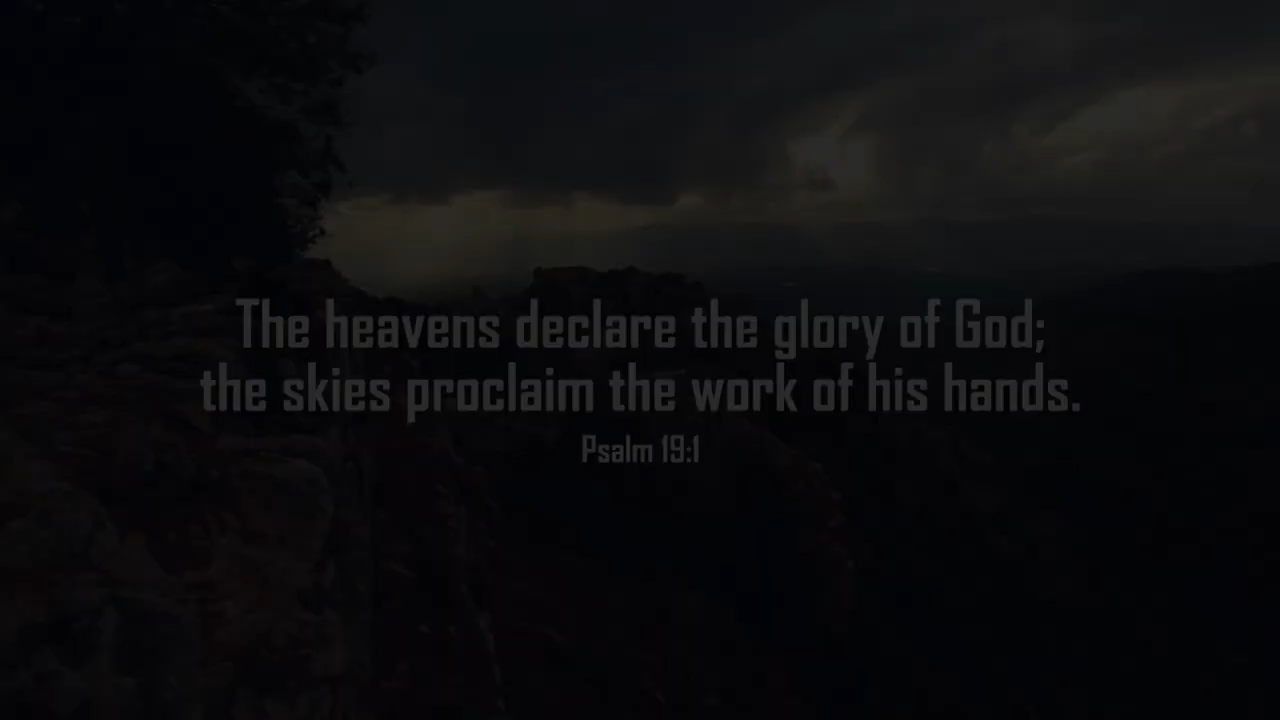 The heavens declare the glory of God;
the skies proclaim the work of his hands.
Psalm 19:1